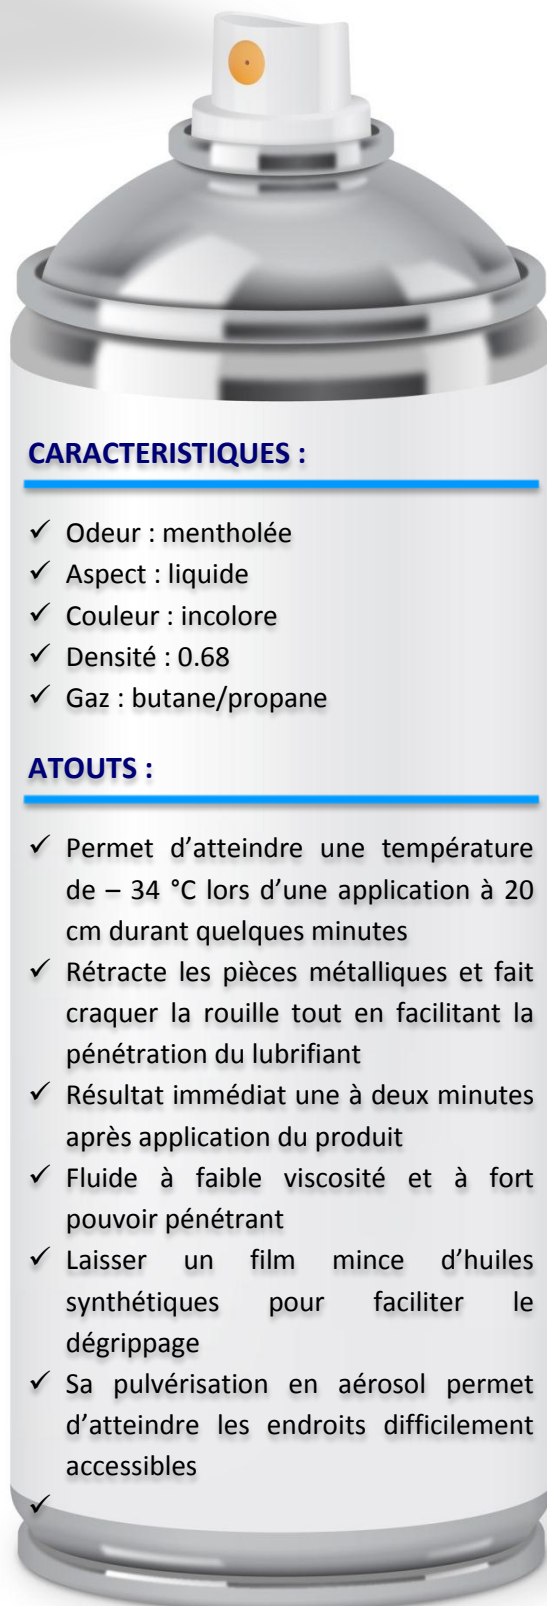 CARACTERISTIQUES :
✓ Odeur : mentholée
✓ Aspect : liquide
✓ Couleur : incolore
✓ Densité : 0.68
✓ Gaz : butane/propane
ATOUTS :
✓ Permet d’atteindre une température
de – 34 °C lors d’une application à 20
cm durant quelques minutes
✓ Rétracte les pièces métalliques et fait
craquer la rouille tout en facilitant la
pénétration du lubrifiant
✓ Résultat immédiat une à deux minutes
après application du produit
✓ Fluide à faible viscosité et à fort
pouvoir pénétrant
✓ Laisser un film mince d’huiles
synthétiques pour faciliter le
dégrippage
✓ Sa pulvérisation en aérosol permet
d’atteindre les endroits difficilement
accessibles
✓